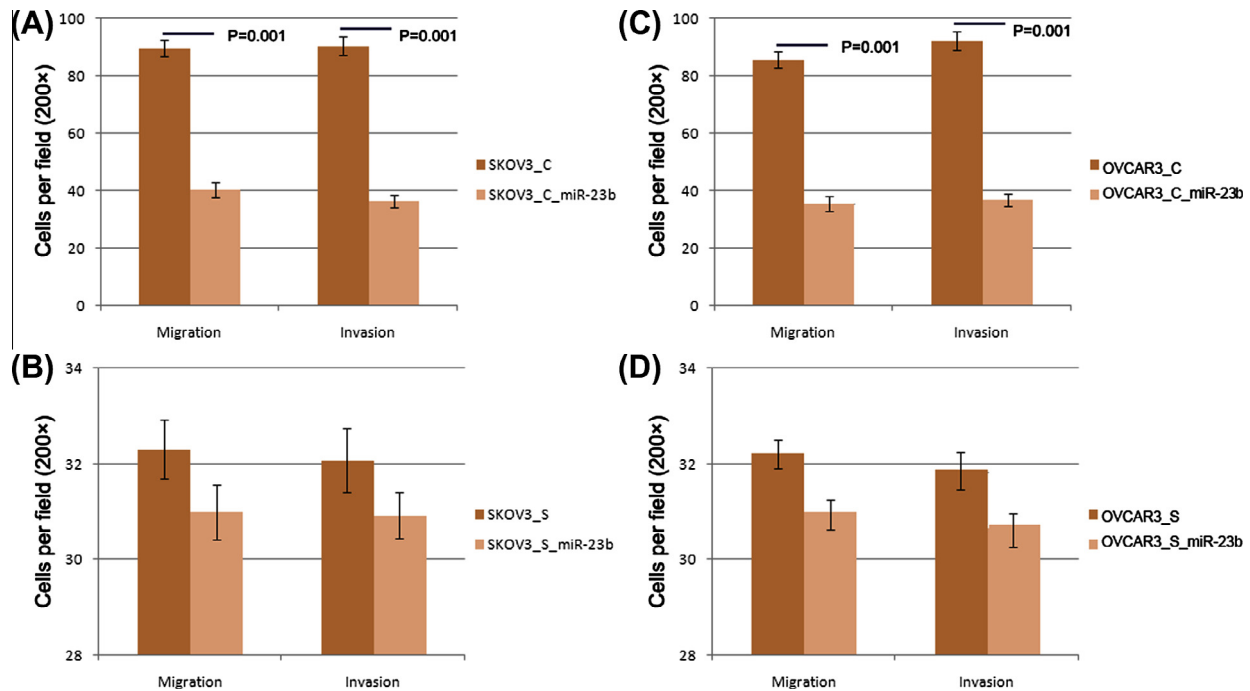 (A)
Cells per field (200×)
100
80
60
40
20
0
P=0.001
P=0.001
Migration
Invasion
SKOV3_C
SKOV3_C_miR-23b
(C)
Cells per field (200×)
100
80
60
40
20
0
P=0.001
P=0.001
Migration
Invasion
OVCAR3_C
OVCAR3_C_miR-23b
(B)
Cells per field (200×)
34
32
30
28
Migration
Invasion
SKOV3_S
SKOV3_S_miR-23b
(D)
Cells per field (200×)
34
32
30
28
Migration
Invasion
OVCAR3_S
OVCAR3_S_miR-23b